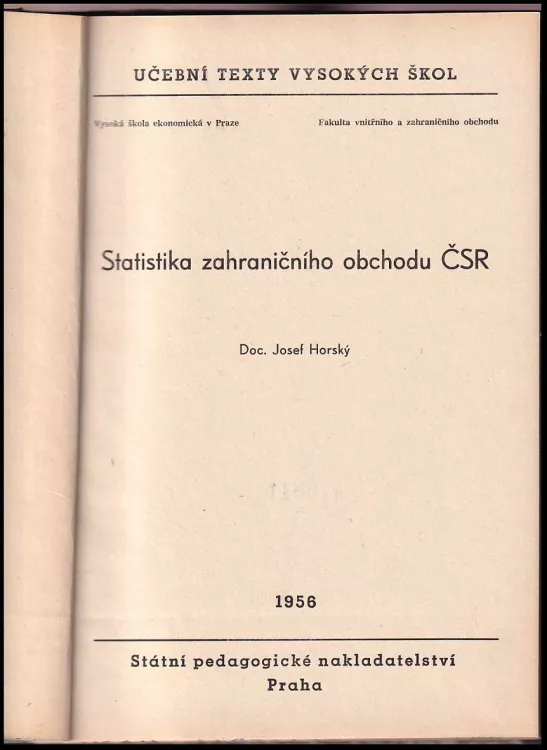 UČEBNÍ TEXTY VYSOKÝCH ŠKOL
Vysoká škola ekonomická v Praze
Fakulta vnitřního a zahraničního obchodu
Statistika zahraničního obchodu ČSR
Doc. Josef Horský
1956
Státní pedagogické nakladatelství
Praha